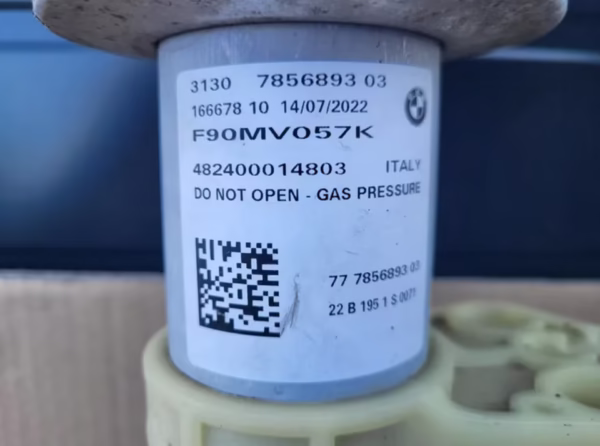 3130 7856893 03
166678 10 14/07/2022
F90MV057K
482400014803 ITALY
DO NOT OPEN - GAS PRESSURE
77 7856893 03
22 B 195 1 S 0071